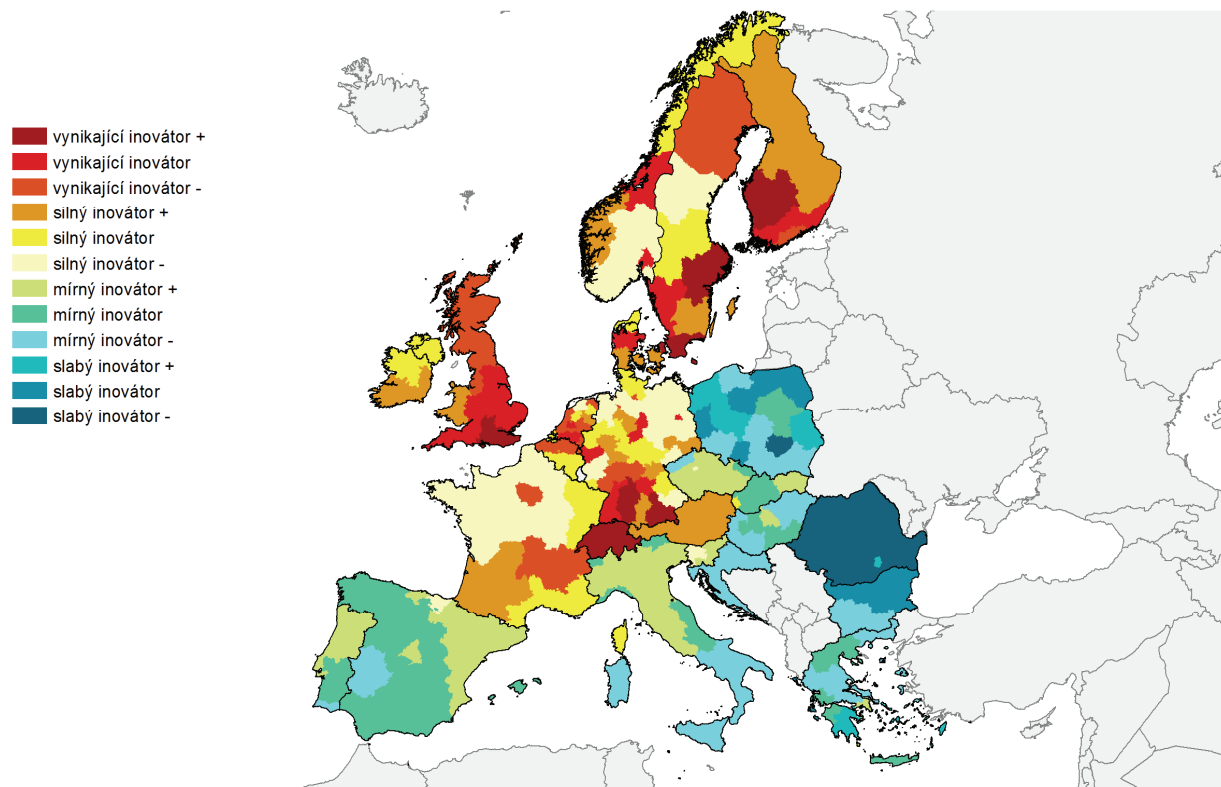 vynikající inovátor +
vynikající inovátor
vynikající inovátor -
silný inovátor +
silný inovátor
silný inovátor -
mírný inovátor +
mírný inovátor
mírný inovátor -
slabý inovátor +
slabý inovátor
slabý inovátor -